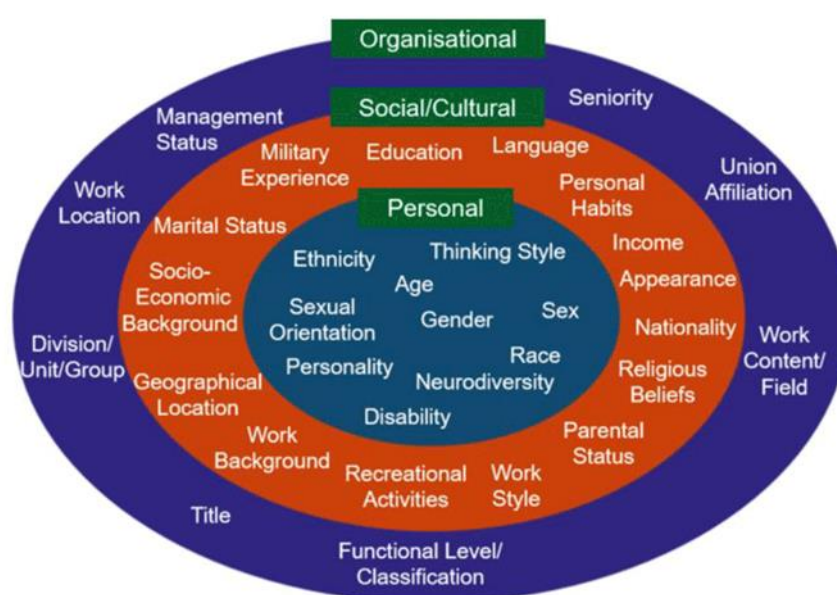 Organisational
Social/Cultural
Personal
Management
Status
Seniority
Work
Location
Union
Affiliation
Division/
Unit/Group
Work
Content/
Field
Title
Functional Level/
Classification
Military
Experience
Education
Language
Personal
Habits
Marital Status
Income
Socio-
Economic
Background
Appearance
Nationality
Geographical
Location
Religious
Beliefs
Work
Background
Parental
Status
Recreational
Activities
Work
Style
Ethnicity
Thinking Style
Age
Sexual
Orientation
Gender
Sex
Personality
Race
Neurodiversity
Disability